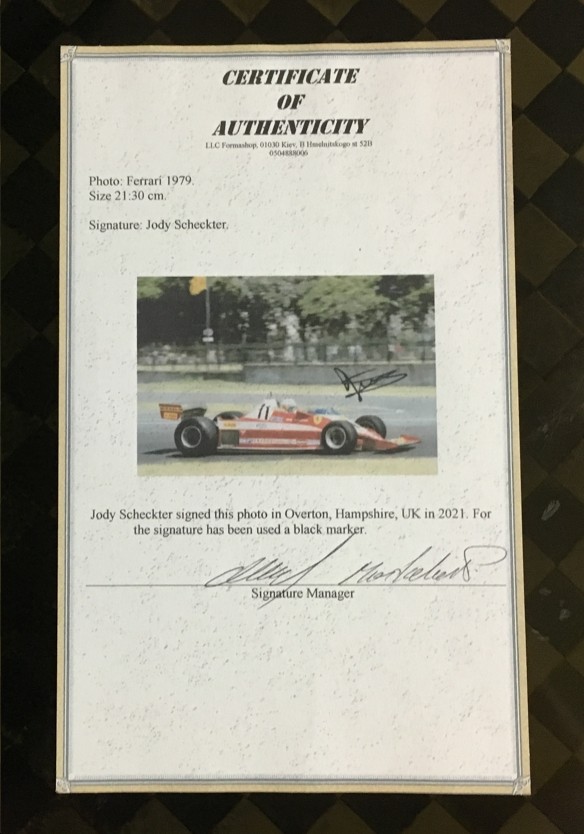 CERTIFICATE
OF
AUTHENTICITY
LLC Formashop, 01030 Kiev, B Hmelnitskogo st 52B
0504888006
Photo: Ferrari 1979.
Size 21:30 cm.
Signature: Jody Scheckter.
11
Jody Scheckter signed this photo in Overton, Hampshire, UK in 2021. For
the signature has been used a black marker.
Signature Manager